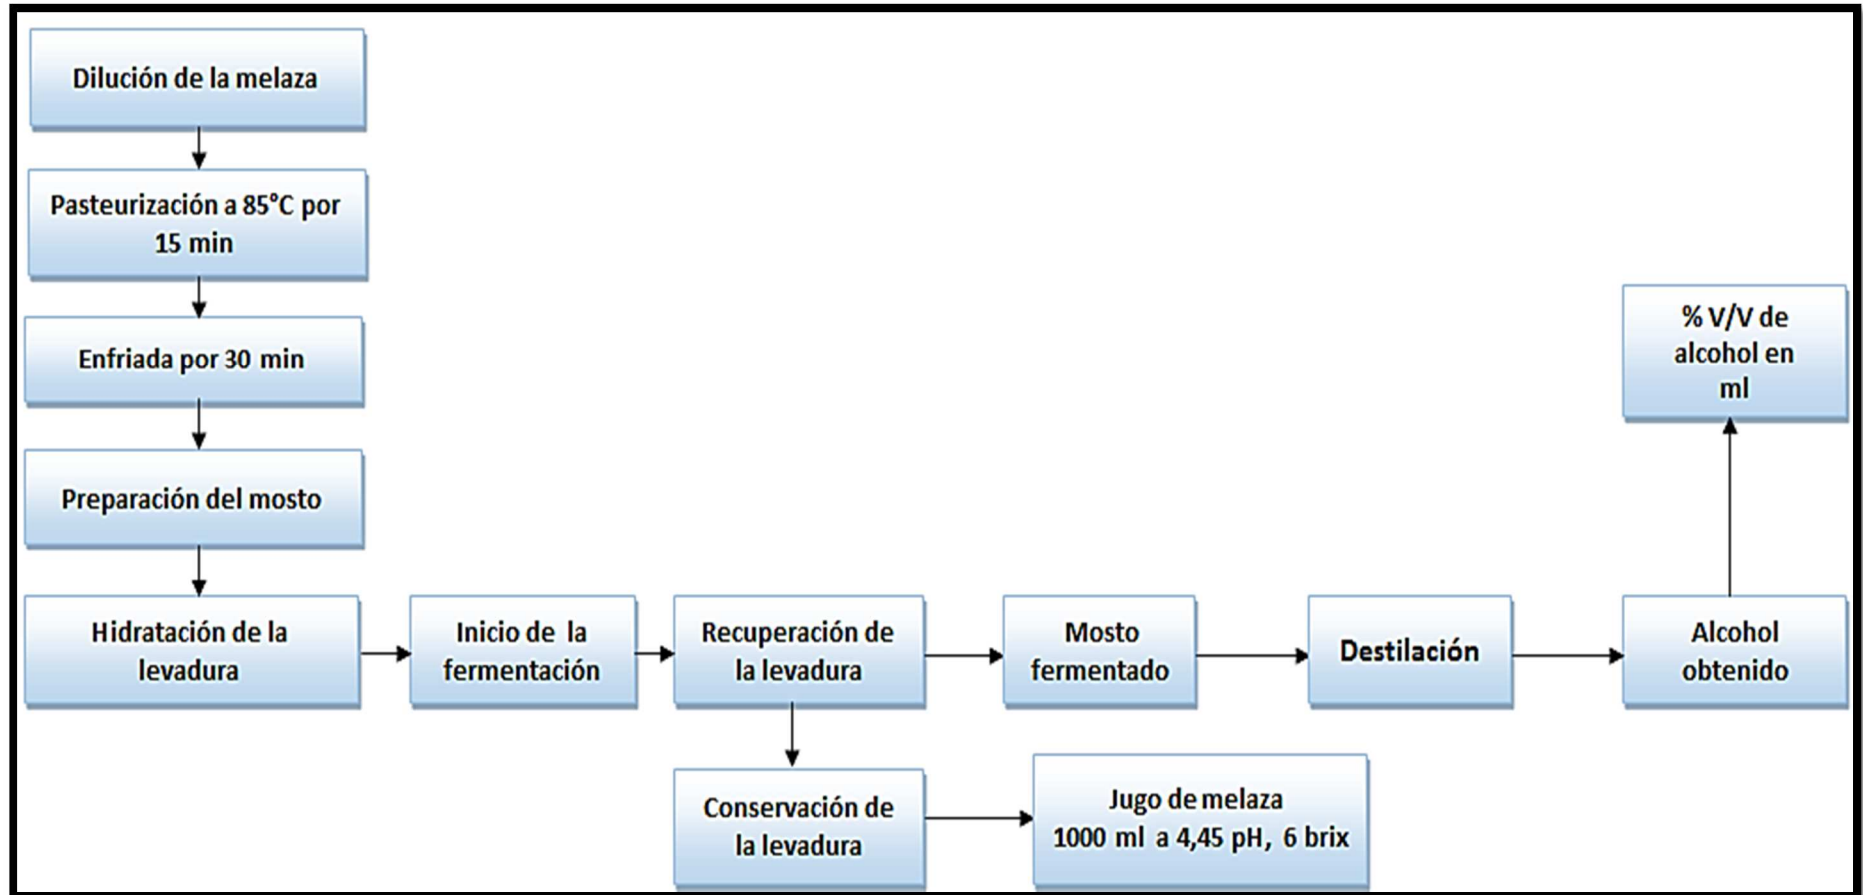 Dilución de la melaza
Pasteurización a 85°C por
15 min
Enfriada por 30 min
Preparación del mosto
Hidratación de la
levadura
Inicio de la
fermentación
Recuperación de
la levadura
Mosto
fermentado
Destilación
Alcohol
obtenido
% V/V de
alcohol en
ml
Conservación de
la levadura
Jugo de melaza
1000 ml a 4,45 pH, 6 brix